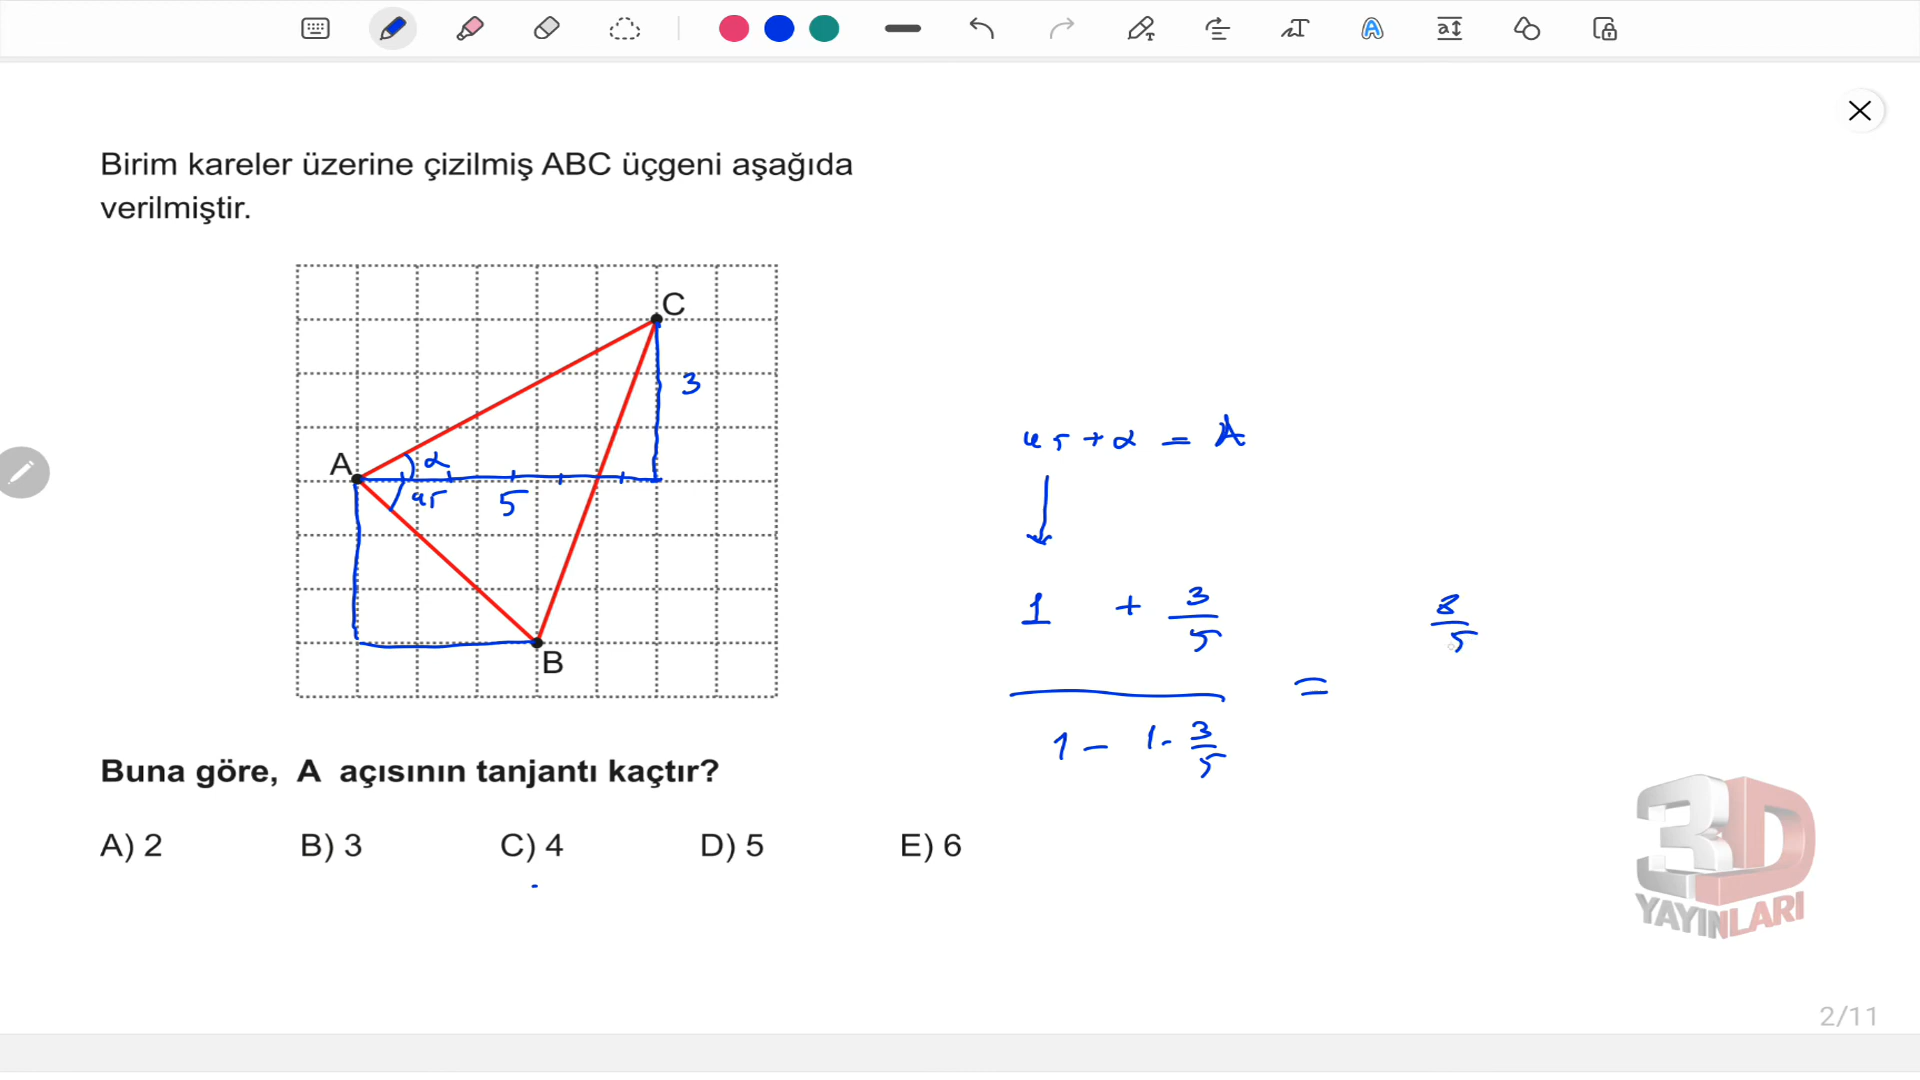 Birim kareler üzerine çizilmiş ABC üçgeni aşağıda
verilmiştir.
C
3
A
α
45
5
B
45 + α = A
1 + 3/5
8/5
=
1 - 1 · 3/5
Buna göre, A açısının tanjantı kaçtır?
A) 2 B) 3 C) 4 D) 5 E) 6
3D
YAYINLARI
2/11